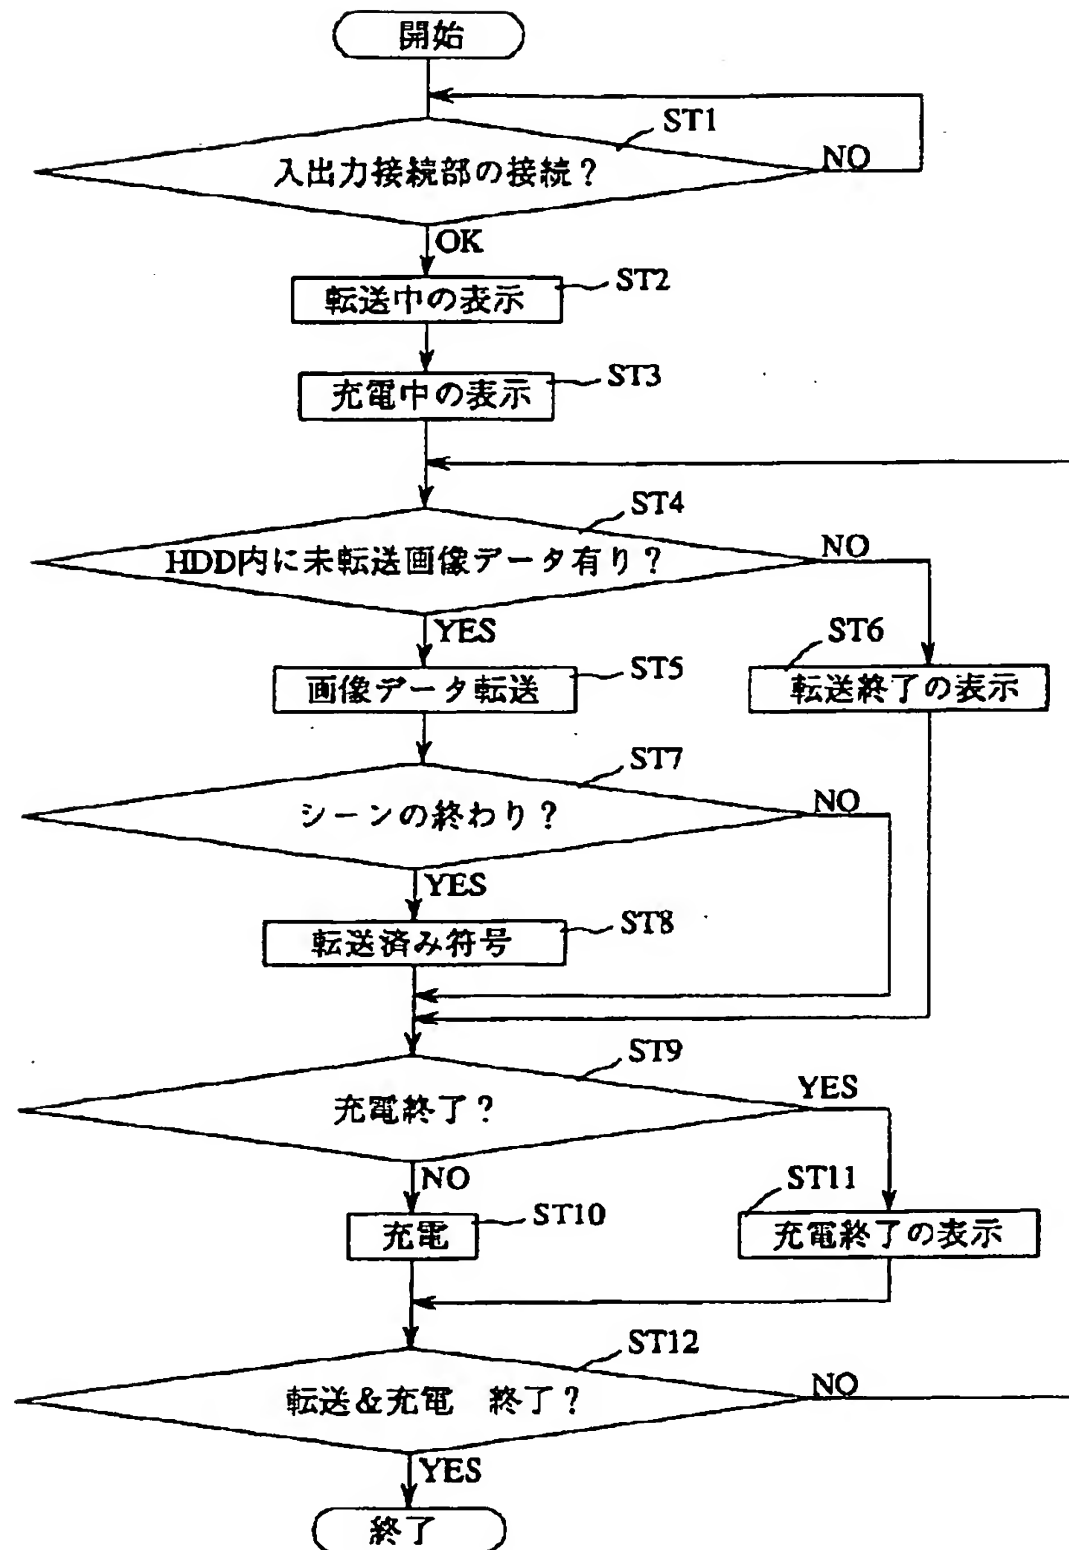 開始
ST1
入出力接続部の接続？
NO
OK
転送中の表示
ST2
充電中の表示
ST3
ST4
HDD内に未転送画像データ有り？
NO
YES
ST6
画像データ転送
ST5
転送終了の表示
ST7
シーンの終わり？
NO
YES
転送済み符号
ST8
ST9
充電終了？
YES
NO
ST11
充電
ST10
充電終了の表示
ST12
転送&充電　終了？
NO
YES
終了